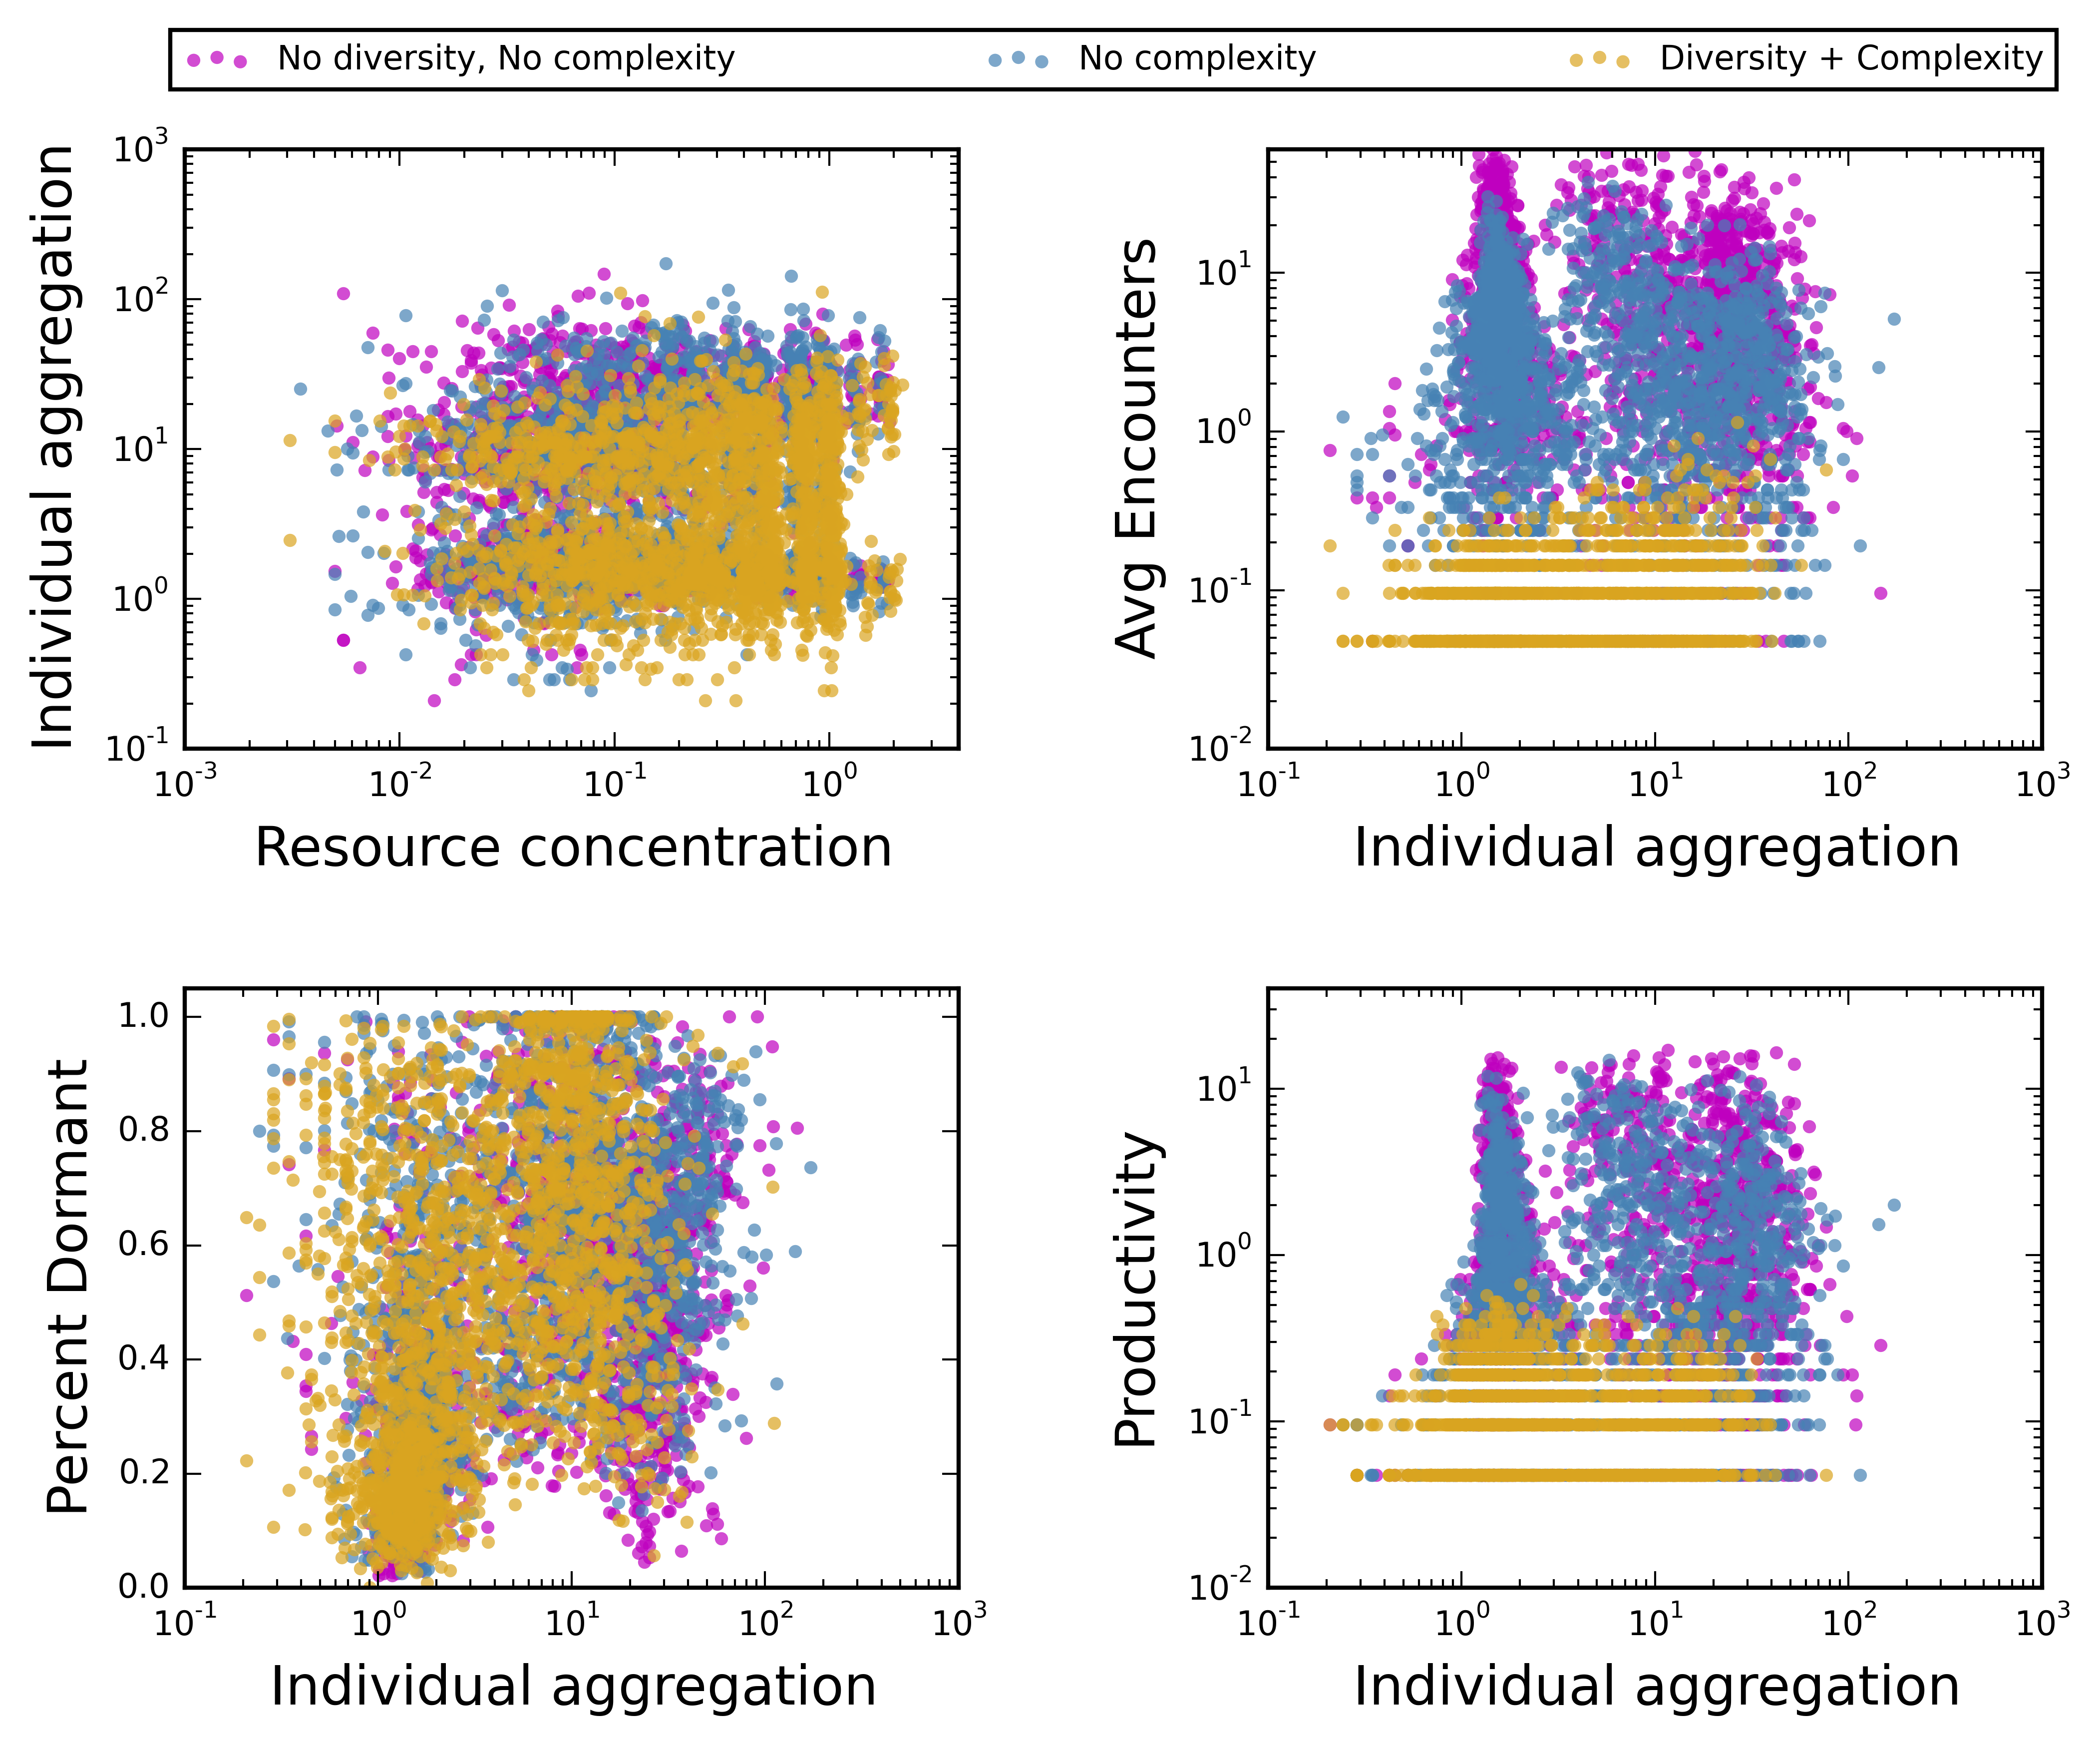 No diversity, No complexity No complexity Diversity + Complexity
Individual aggregation
10^3
10^2
10^1
10^0
10^-1
10^-3 10^-2 10^-1 10^0
Resource concentration
Avg Encounters
10^1
10^0
10^-1
10^-2
10^-1 10^0 10^1 10^2 10^3
Individual aggregation
Percent Dormant
1.0
0.8
0.6
0.4
0.2
0.0
10^-1 10^0 10^1 10^2 10^3
Individual aggregation
Productivity
10^1
10^0
10^-1
10^-2
10^-1 10^0 10^1 10^2 10^3
Individual aggregation